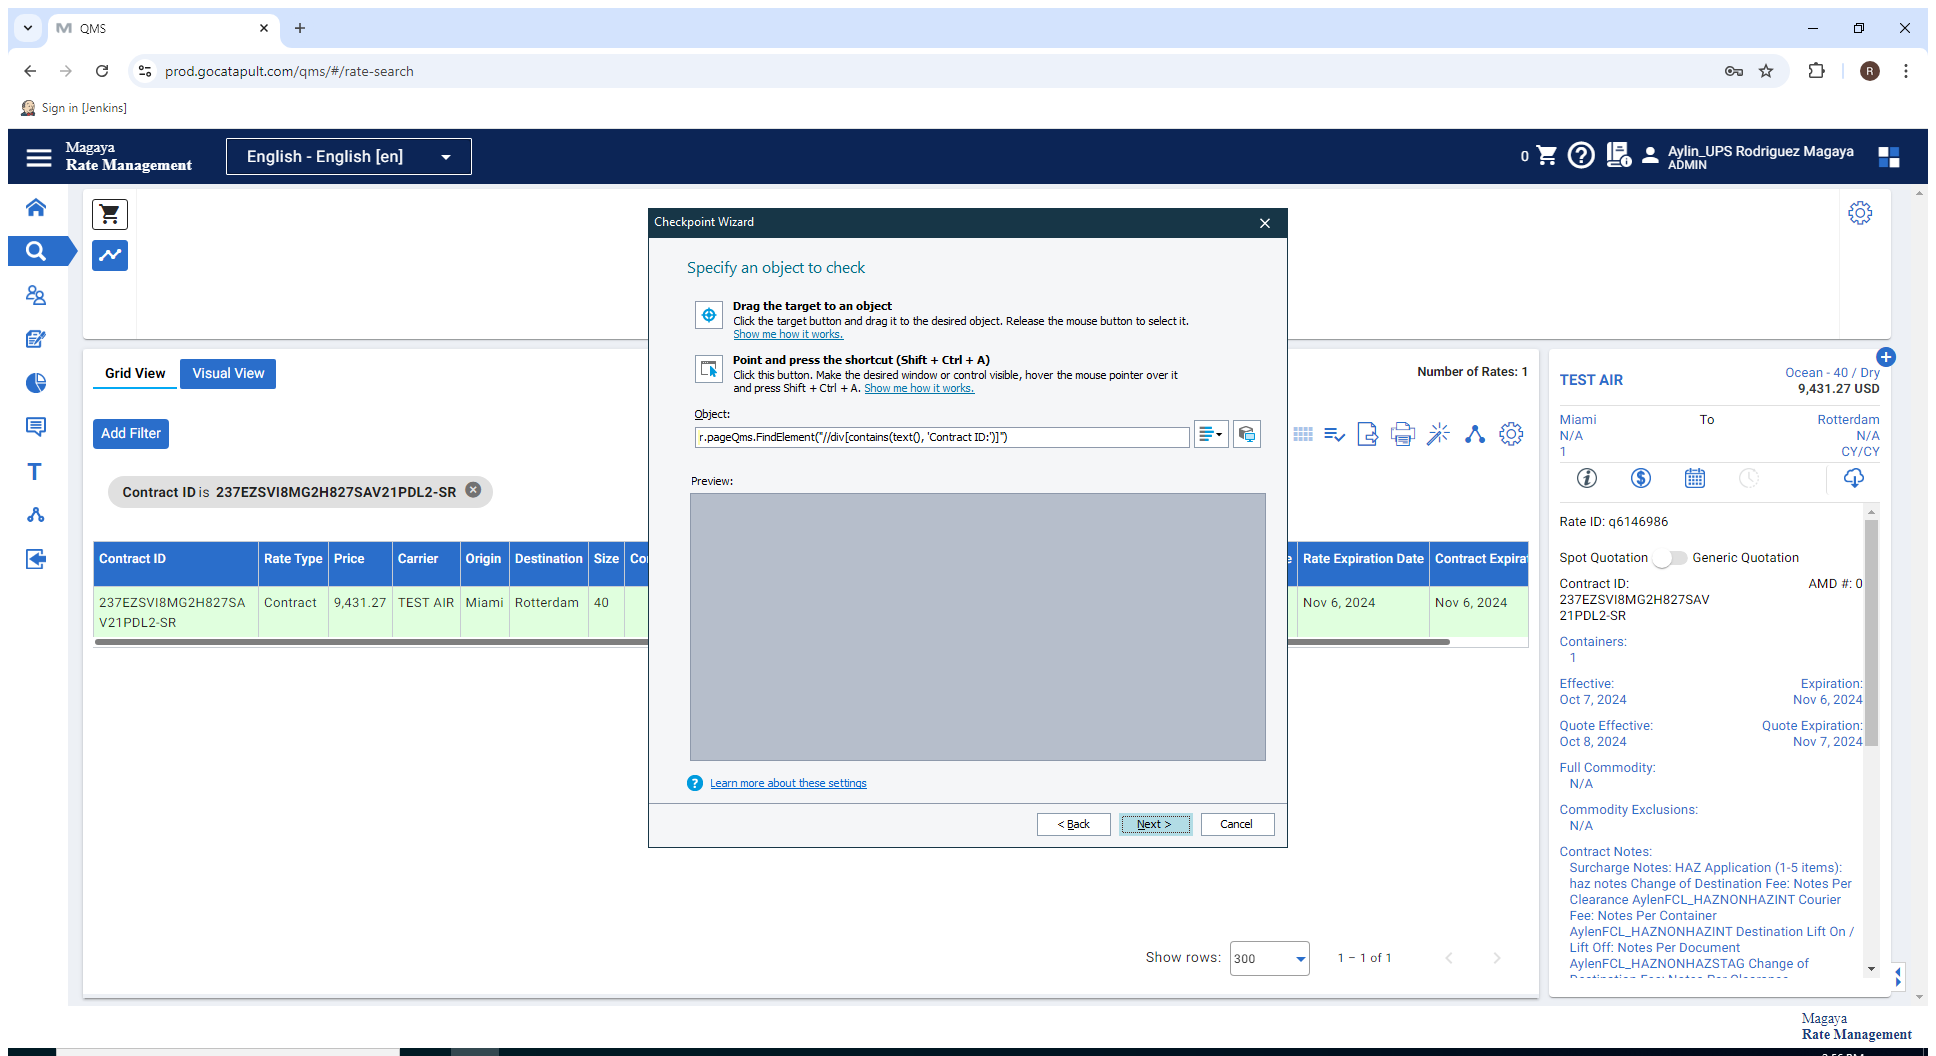 QMS
prod.gocatapult.com/qms/#/rate-search
R
Sign in [Jenkins]
Magaya
Rate Management
English - English [en]
0
Aylin_UPS Rodriguez Magaya
ADMIN
Checkpoint Wizard
Specify an object to check
Drag the target to an object
Click the target button and drag it to the desired object. Release the mouse button to select it.
Show me how it works.
Point and press the shortcut (Shift + Ctrl + A)
Click this button. Make the desired window or control visible, hover the mouse pointer over it
and press Shift + Ctrl + A. Show me how it works.
Object:
r.pageQms.FindElement("//div[contains(text(), 'Contract ID:')]")
Preview:
Learn more about these settings
< Back
Next >
Cancel
Grid View
Visual View
Number of Rates: 1
Add Filter
Contract ID is 237EZSVI8MG2H827SAV21PDL2-SR
Contract ID
Rate Type
Price
Carrier
Origin
Destination
Size
Co
e
Rate Expiration Date
Contract Expira
237EZSVI8MG2H827SA
V21PDL2-SR
Contract
9,431.27
TEST AIR
Miami
Rotterdam
40
Nov 6, 2024
Nov 6, 2024
Show rows:
300
1 – 1 of 1
TEST AIR
Ocean - 40 / Dry
9,431.27 USD
Miami
To
Rotterdam
N/A
N/A
1
CY/CY
Rate ID: q6146986
Spot Quotation
Generic Quotation
Contract ID:
AMD #: 0
237EZSVI8MG2H827SAV
21PDL2-SR
Containers:
1
Effective:
Expiration:
Oct 7, 2024
Nov 6, 2024
Quote Effective:
Quote Expiration:
Oct 8, 2024
Nov 7, 2024
Full Commodity:
N/A
Commodity Exclusions:
N/A
Contract Notes:
Surcharge Notes: HAZ Application (1-5 items):
haz notes Change of Destination Fee: Notes Per
Clearance AylenFCL_HAZNONHAZINT Courier
Fee: Notes Per Container
AylenFCL_HAZNONHAZINT Destination Lift On /
Lift Off: Notes Per Document
AylenFCL_HAZNONHAZSTAG Change of
Destination Fee: Notes Per Clearance
Magaya
Rate Management